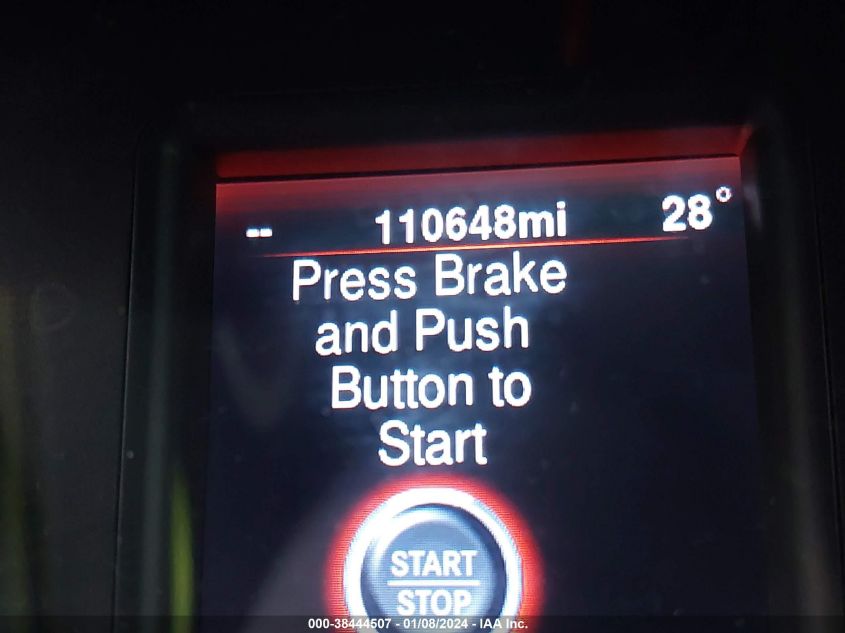 -- 110648mi 28°
Press Brake
and Push
Button to
Start
START
STOP
000-38444507 - 01/08/2024 - IAA Inc.